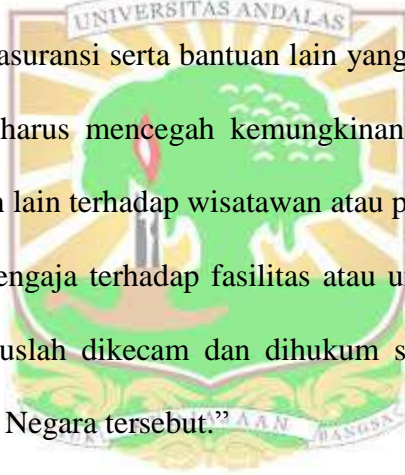 UNIVERSITAS ANDALAS
asuransi serta bantuan lain yang
harus mencegah kemungkinan
lain terhadap wisatawan atau p
engaja terhadap fasilitas atau u
uslah dikecam dan dihukum s
Negara tersebut.”
BANGSA